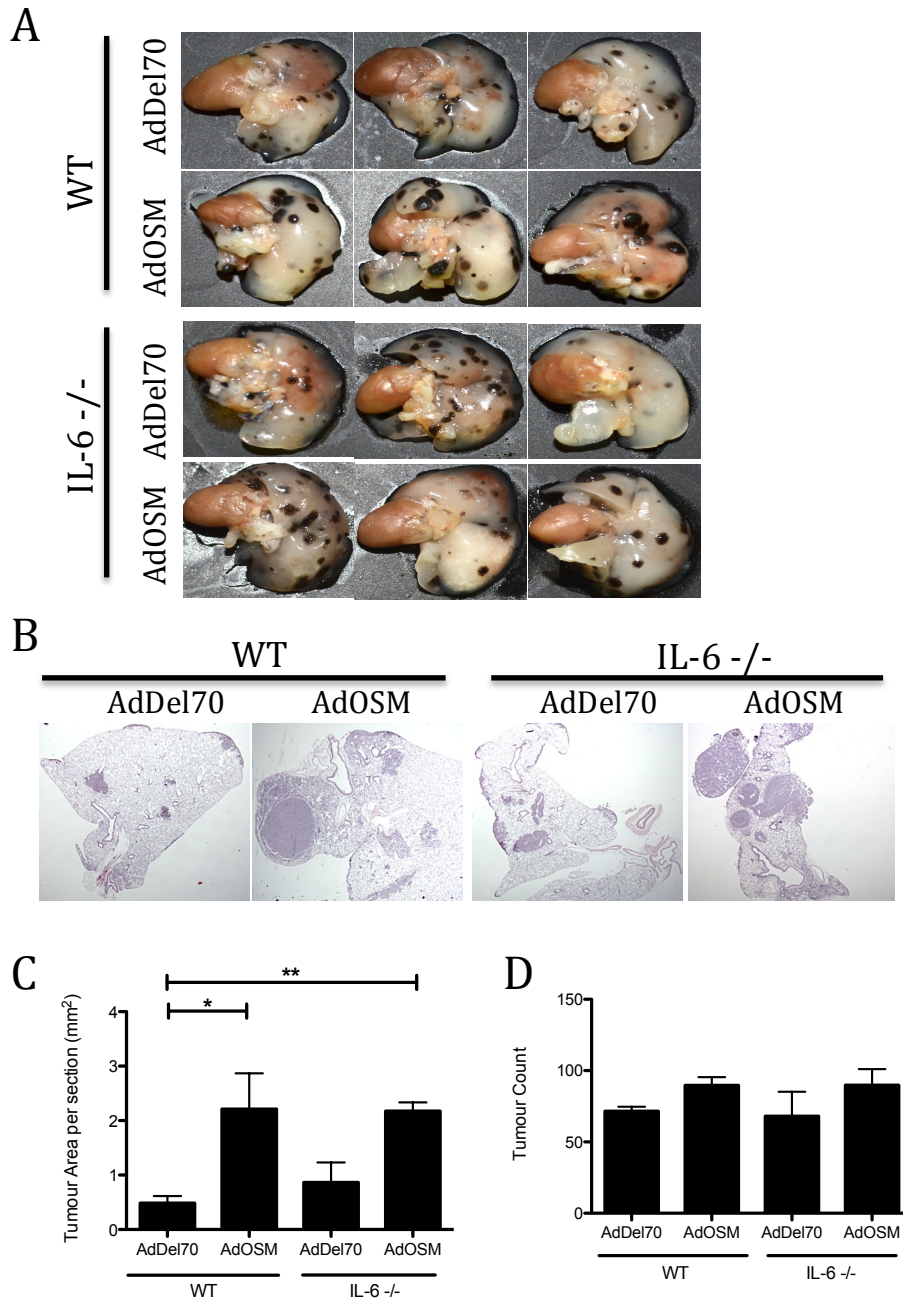 A
WT
AdDel70
AdOSM
IL-6 -/-
AdDel70
AdOSM
B
WT
IL-6 -/-
AdDel70
AdOSM
AdDel70
AdOSM
C
**
*
Tumour Area per section (mm²)
4
3
2
1
0
AdDel70
AdOSM
AdDel70
AdOSM
WT
IL-6 -/-
D
Tumour Count
150
100
50
0
AdDel70
AdOSM
AdDel70
AdOSM
WT
IL-6 -/-